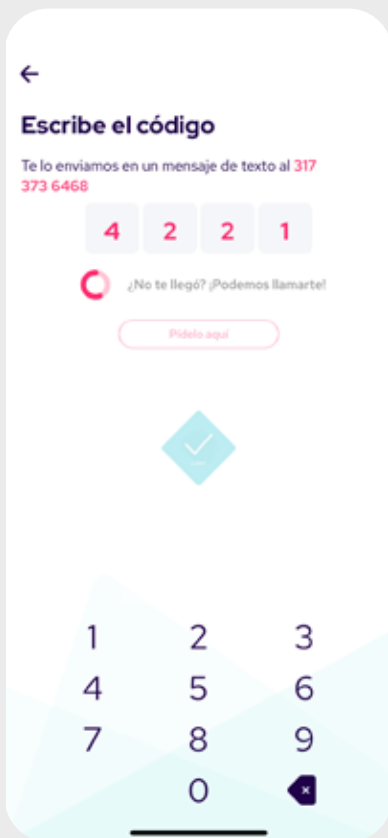 Escribe el código
Te lo enviamos en un mensaje de texto al 317
373 6468
4 2 2 1
¿No te llegó? ¡Podemos llamarte!
Pídelo aquí
1 2 3
4 5 6
7 8 9
0